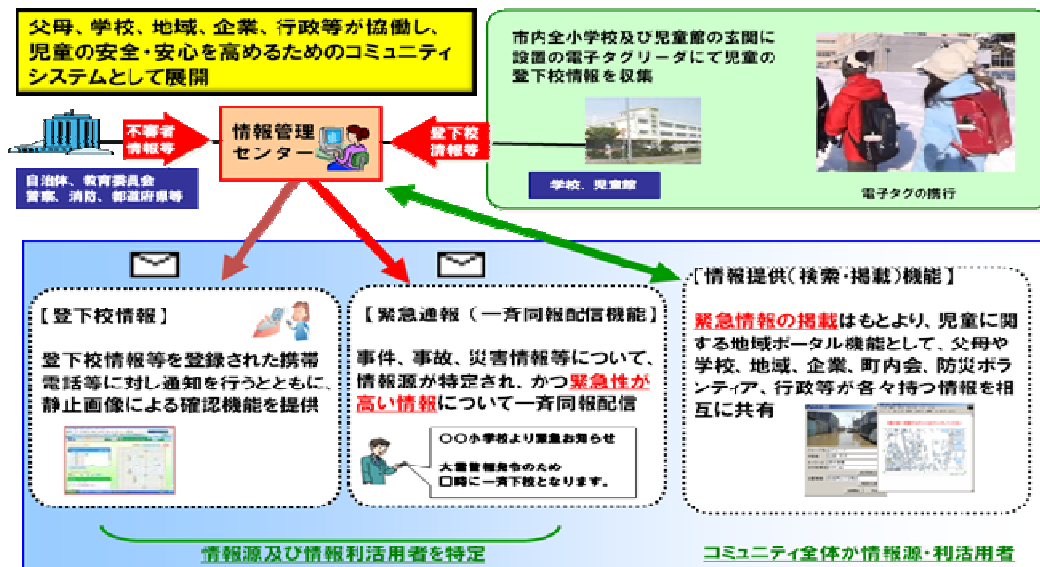 父母、学校、地域、企業、行政等が協働し、
児童の安全・安心を高めるためのコミュニティ
システムとして展開
市内全小学校及び児童館の玄関に
設置の電子タグリーダにて児童の
登下校情報を収集
不審者
情報等
情報管理
センター
登下校
情報等
自治体、教育委員会
警察、消防、都道府県等
学校、児童館
電子タグの携行
【登下校情報】
登下校情報等を登録された携帯
電話等に対し通知を行うとともに、
静止画像による確認機能を提供
【緊急通報（一斉同報配信機能】
事件、事故、災害情報等について、
情報源が特定され、かつ緊急性が
高い情報について一斉同報配信
〇〇小学校より緊急お知らせ
大雪警報発令のため
□時に一斉下校となります。
【情報提供（検索・掲載）機能】
緊急情報の掲載はもとより、児童に関
する地域ポータル機能として、父母や
学校、地域、企業、町内会、防災ボラ
ンティア、行政等が各々持つ情報を相
互に共有
情報源及び情報利活用者を特定
コミュニティ全体が情報源・利活用者